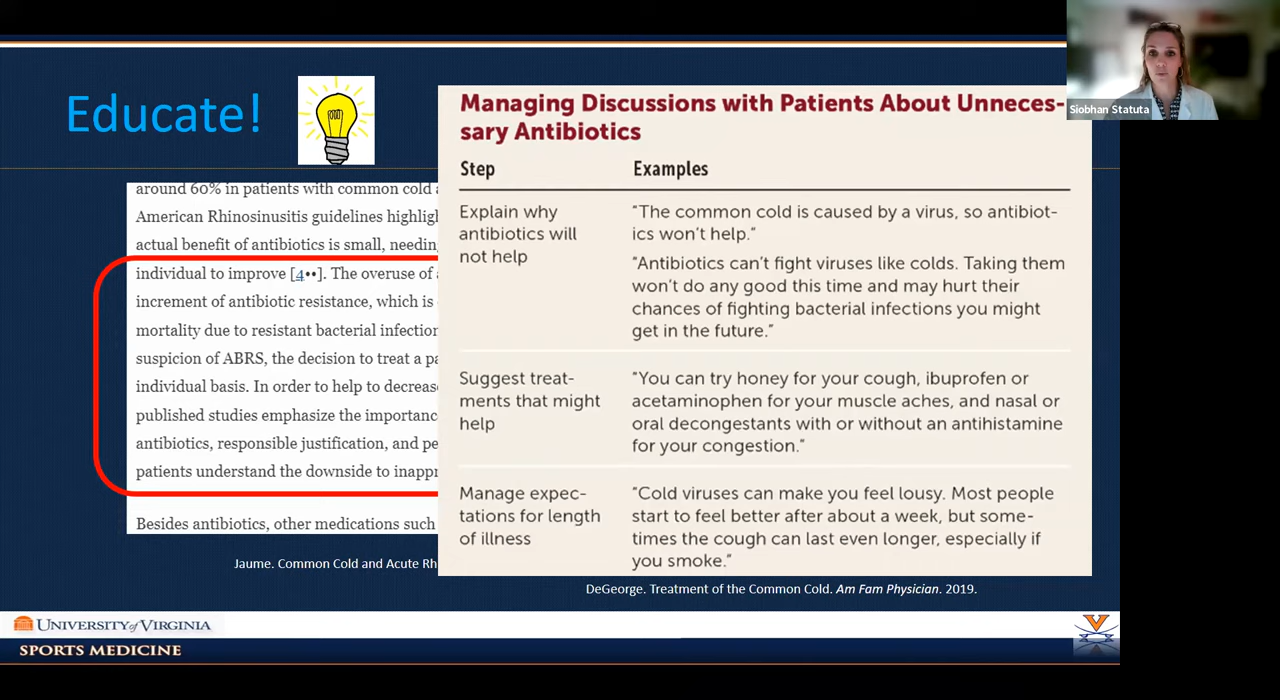 Siobhan Statuta
Educate!
around 60% in patients with common cold a
American Rhinosinusitis guidelines highligh
actual benefit of antibiotics is small, needing
individual to improve [4••]. The overuse of a
increment of antibiotic resistance, which is
mortality due to resistant bacterial infection
suspicion of ABRS, the decision to treat a pa
individual basis. In order to help to decrease
published studies emphasize the importance
antibiotics, responsible justification, and pe
patients understand the downside to inappr
Besides antibiotics, other medications such
Jaume. Common Cold and Acute Rh
Managing Discussions with Patients About Unneces-
sary Antibiotics
Step Examples
Explain why
antibiotics will
not help
“The common cold is caused by a virus, so antibiot-
ics won’t help.”
“Antibiotics can’t fight viruses like colds. Taking them
won’t do any good this time and may hurt their
chances of fighting bacterial infections you might
get in the future.”
Suggest treat-
ments that might
help
“You can try honey for your cough, ibuprofen or
acetaminophen for your muscle aches, and nasal or
oral decongestants with or without an antihistamine
for your congestion.”
Manage expec-
tations for length
of illness
“Cold viruses can make you feel lousy. Most people
start to feel better after about a week, but some-
times the cough can last even longer, especially if
you smoke.”
DeGeorge. Treatment of the Common Cold. Am Fam Physician. 2019.
UNIVERSITY of VIRGINIA
SPORTS MEDICINE